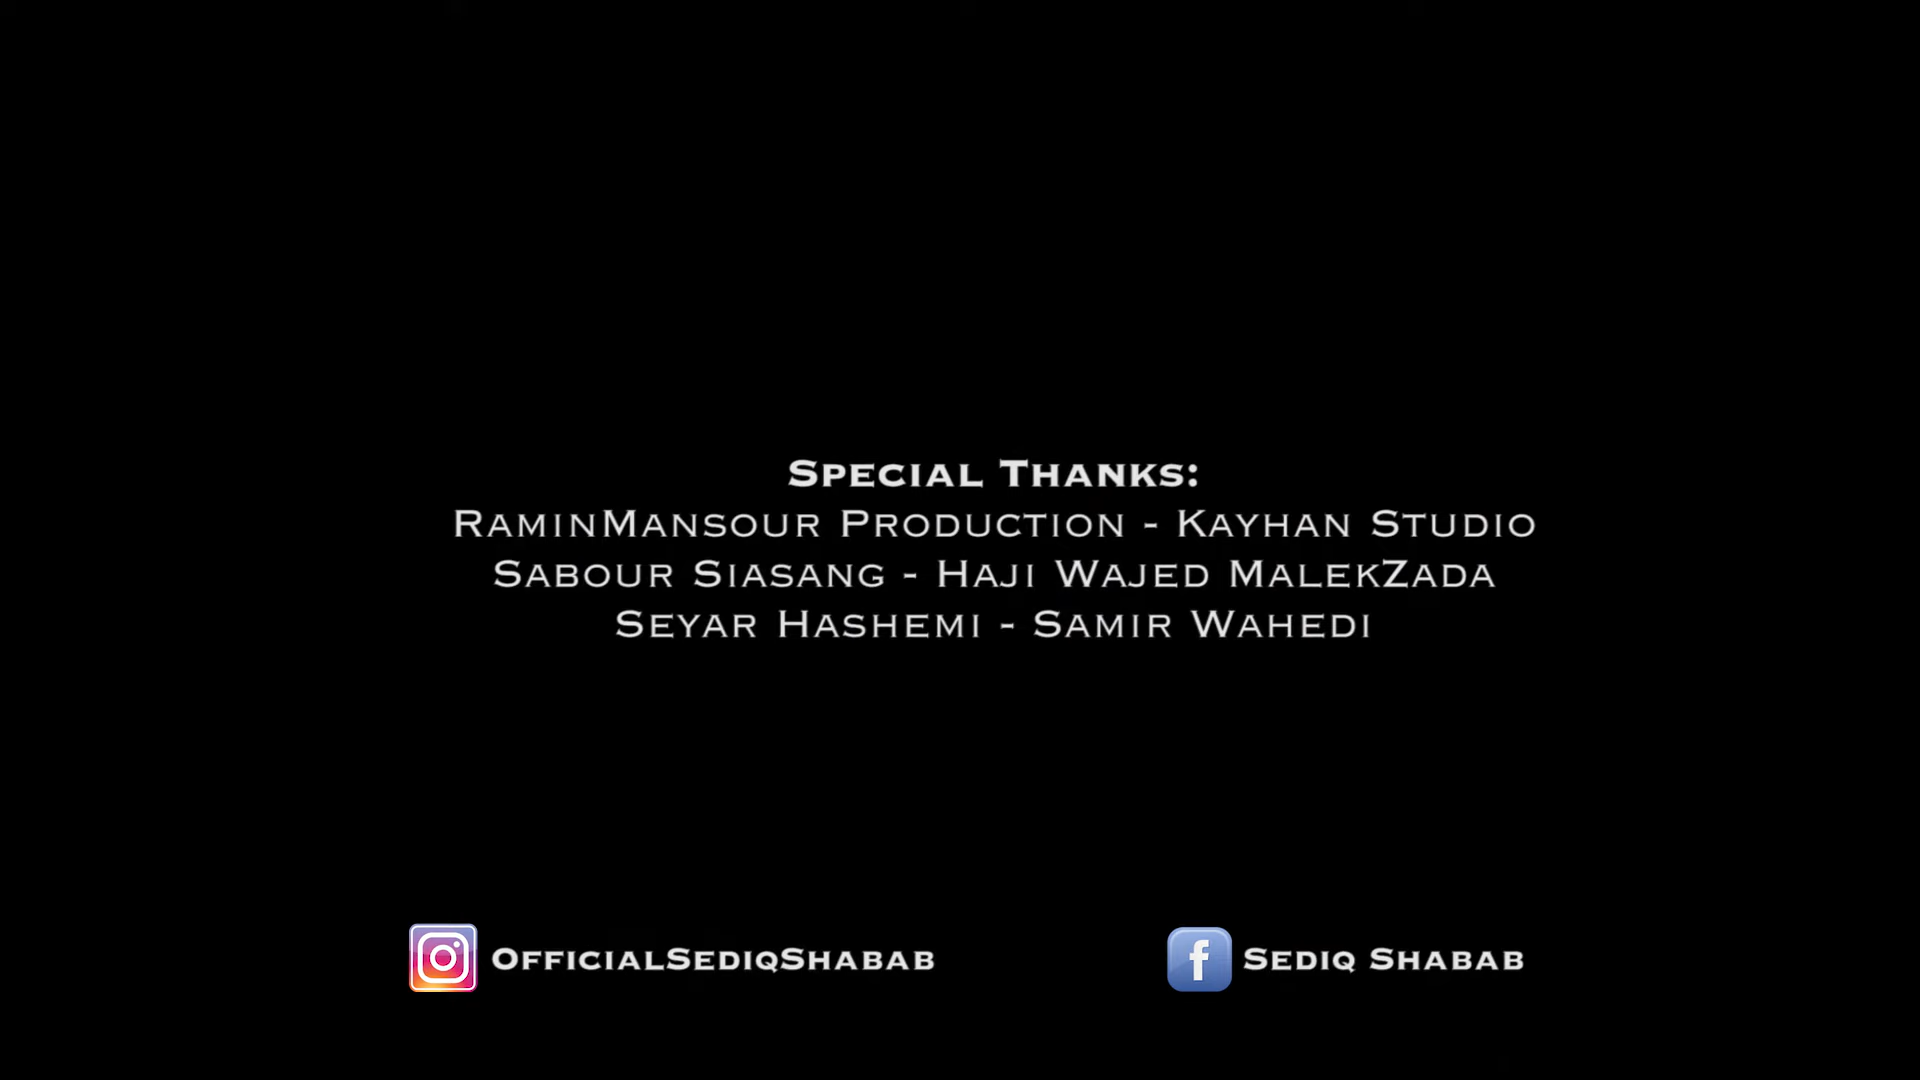 Special Thanks:
RaminMansour Production - Kayhan Studio
Sabour Siasang - Haji Wajed MalekZada
Seyar Hashemi - Samir Wahedi
OfficialSediqShabab
Sediq Shabab